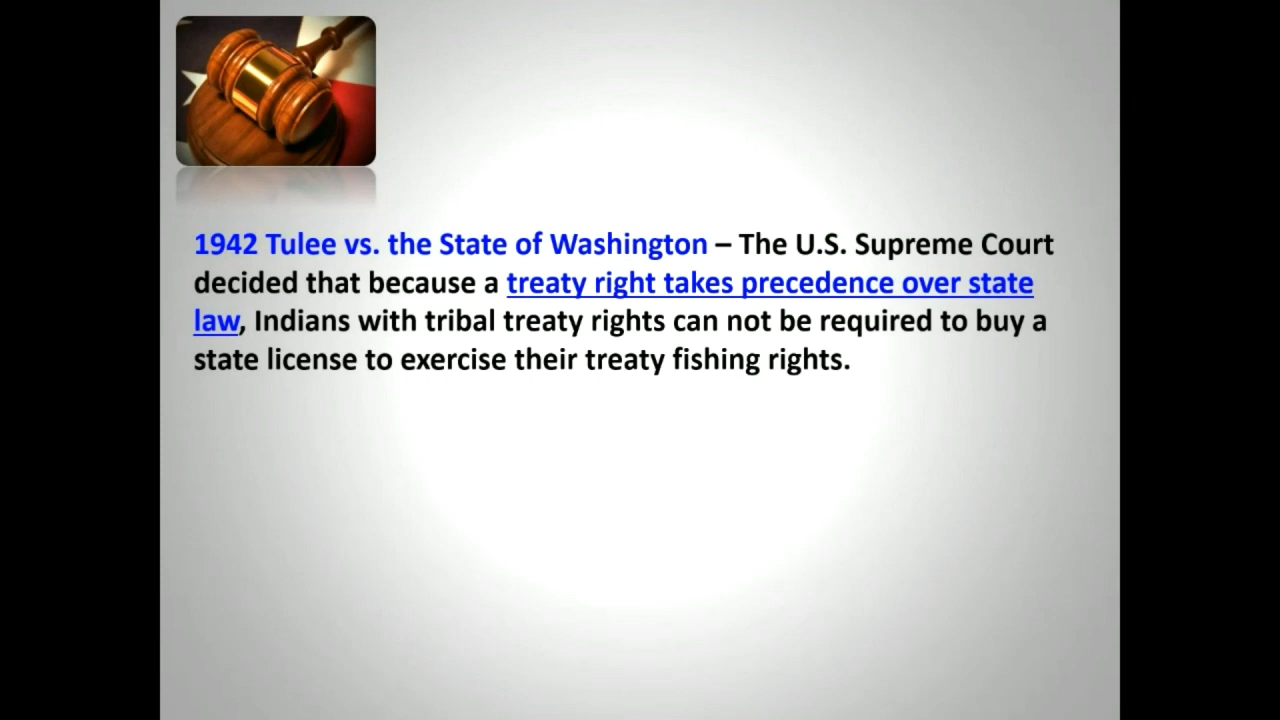 1942 Tulee vs. the State of Washington – The U.S. Supreme Court
decided that because a treaty right takes precedence over state
law, Indians with tribal treaty rights can not be required to buy a
state license to exercise their treaty fishing rights.